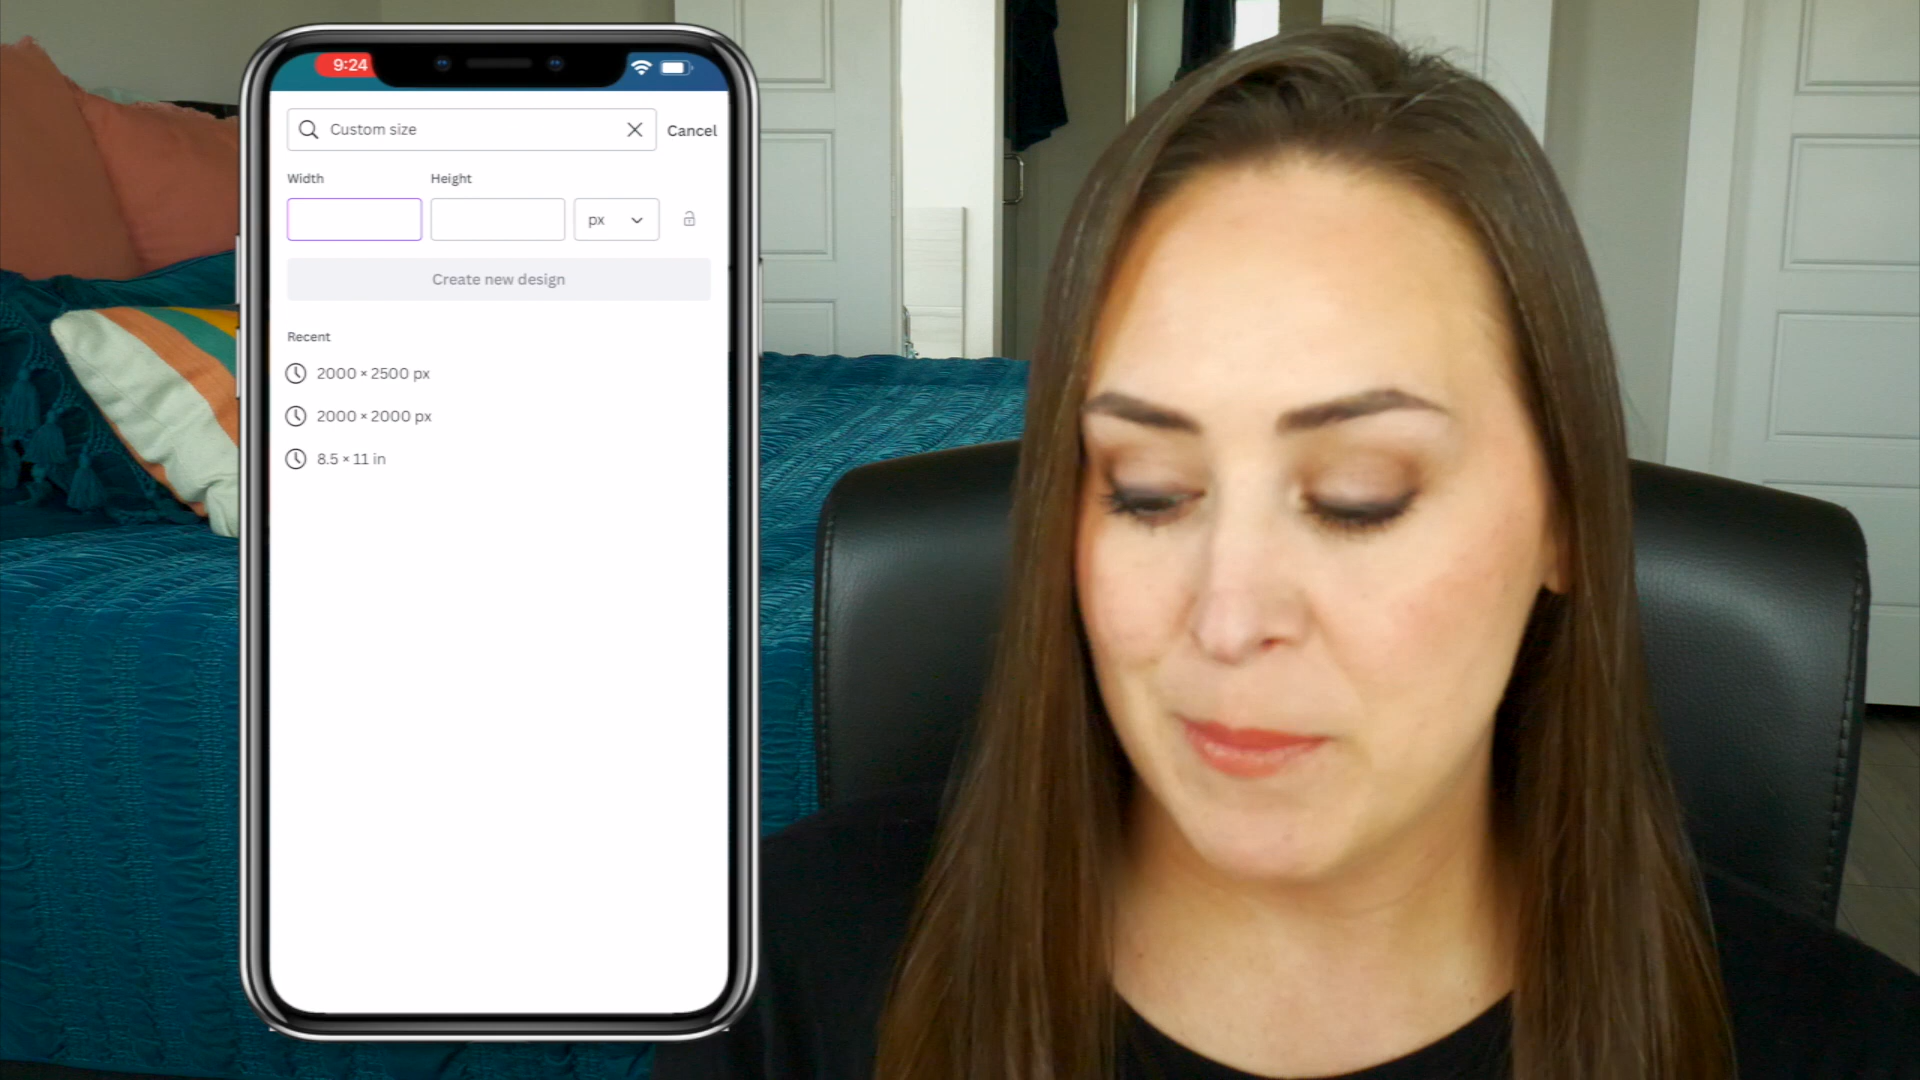 9:24
Custom size
Cancel
Width Height
px
Create new design
Recent
2000 × 2500 px
2000 × 2000 px
8.5 × 11 in